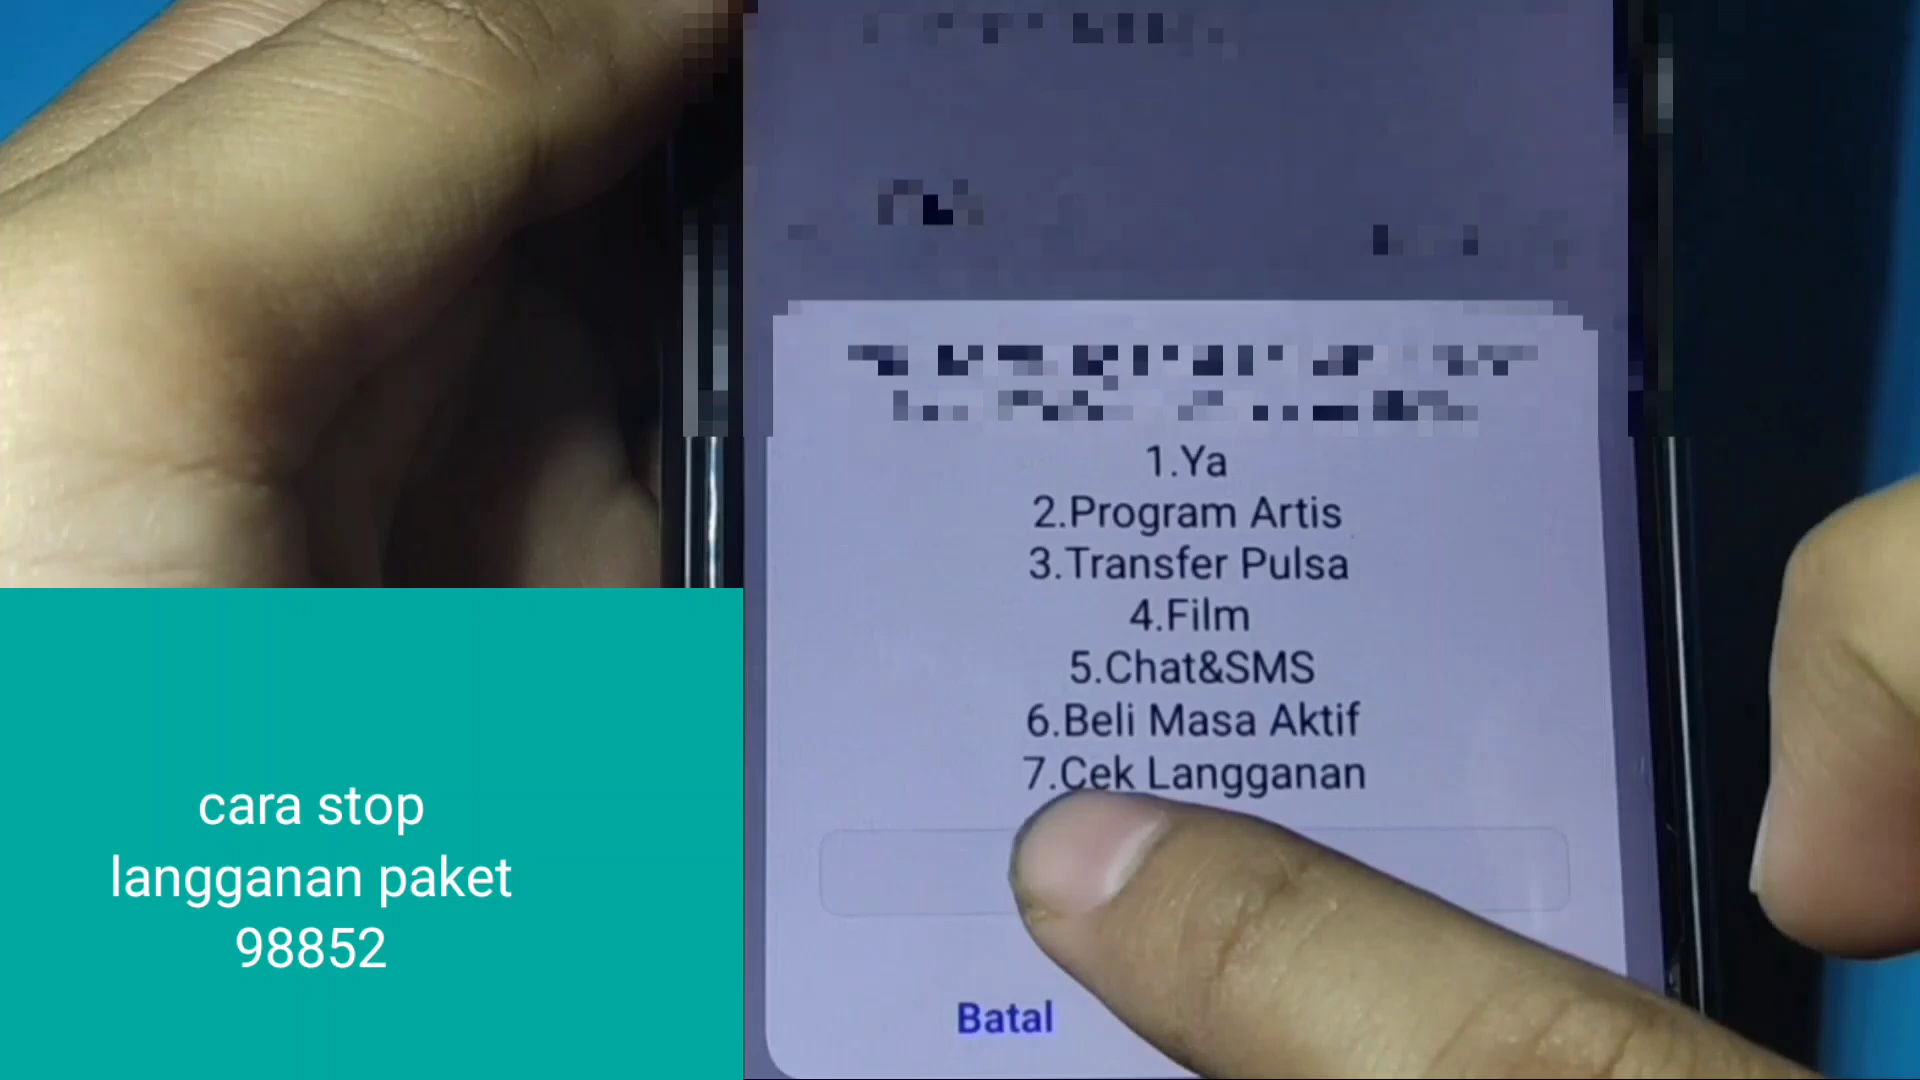 1.Ya
2.Program Artis
3.Transfer Pulsa
4.Film
5.Chat&SMS
6.Beli Masa Aktif
7.Cek Langganan
Batal
cara stop
langganan paket
98852